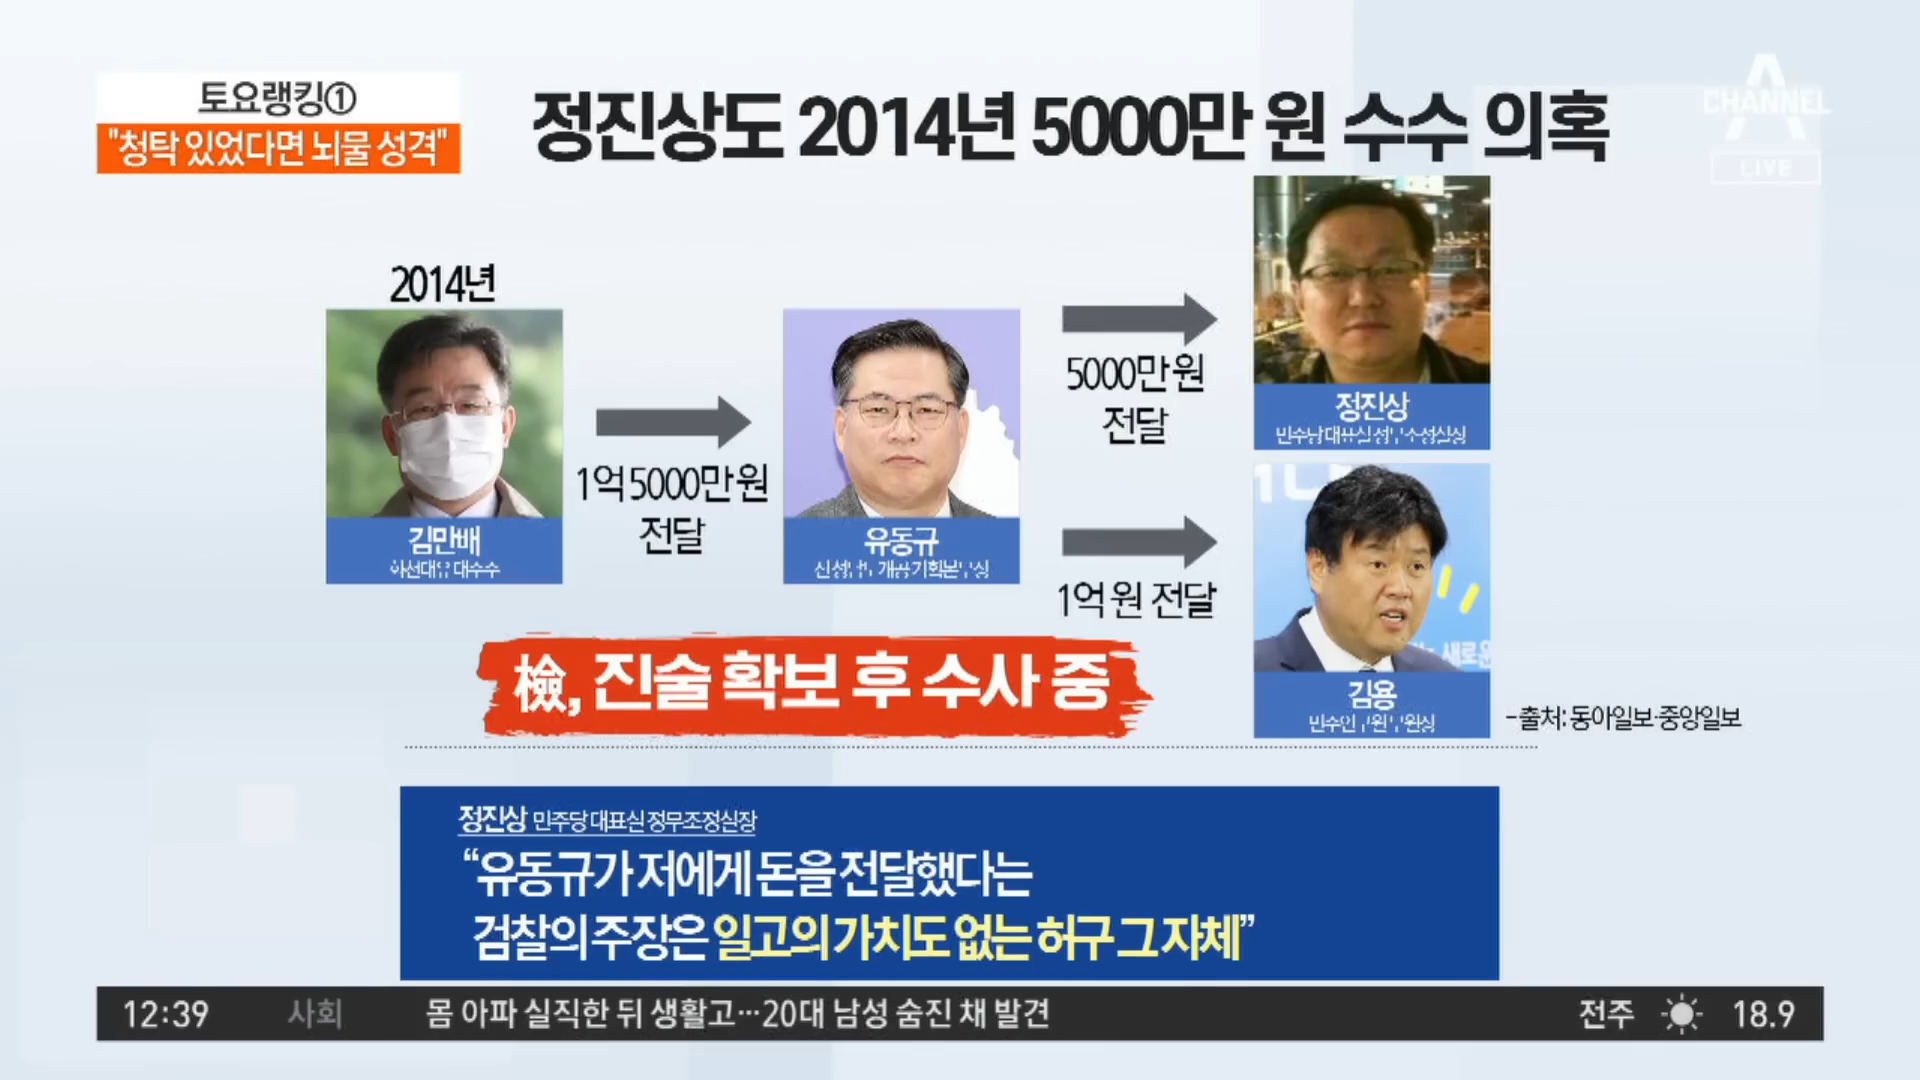 토요랭킹①
"청탁 있었다면 뇌물 성격"
정진상도 2014년 5000만 원 수수 의혹
CHANNEL A
LIVE
2014년
김만배
1억 5000만 원
전달
유동규
5000만 원
전달
정진상
1억 원 전달
새로운
김용
檢, 진술 확보 후 수사 중
-출처: 동아일보·중앙일보
정진상 민주당 대표실 정무조정실장
“유동규가 저에게 돈을 전달했다는
검찰의 주장은 일고의 가치도 없는 허구 그 자체”
12:39 사회 몸 아파 실직한 뒤 생활고…20대 남성 숨진 채 발견 전주 18.9